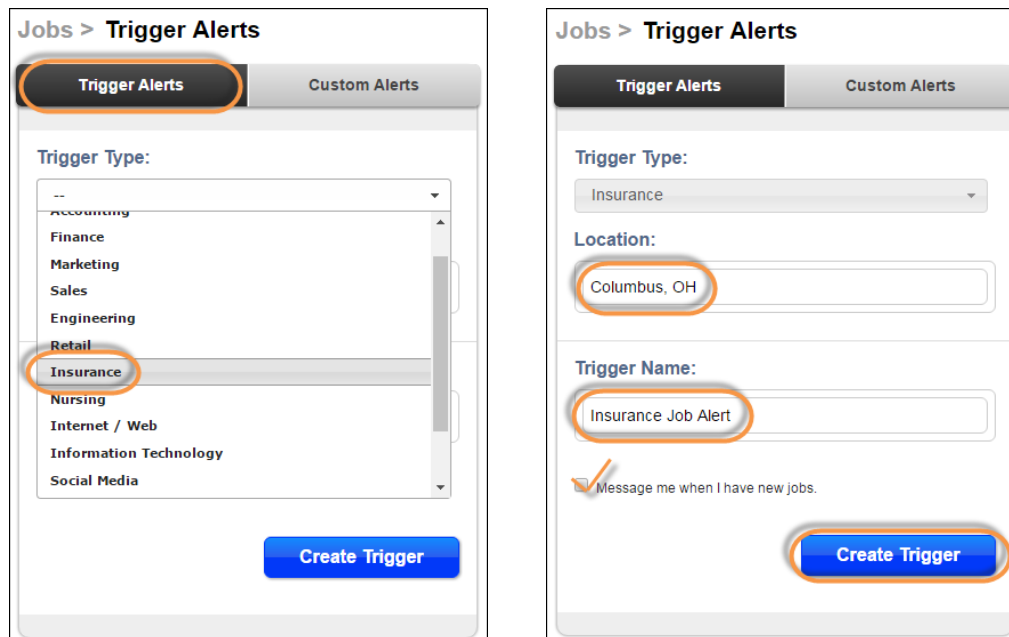 Jobs > Trigger Alerts
Trigger Alerts
Custom Alerts
Trigger Type:
--
Accounting
Finance
Marketing
Sales
Engineering
Retail
Insurance
Nursing
Internet / Web
Information Technology
Social Media
Create Trigger
Jobs > Trigger Alerts
Trigger Alerts
Custom Alerts
Trigger Type:
Insurance
Location:
Columbus, OH
Trigger Name:
Insurance Job Alert
Message me when I have new jobs.
Create Trigger